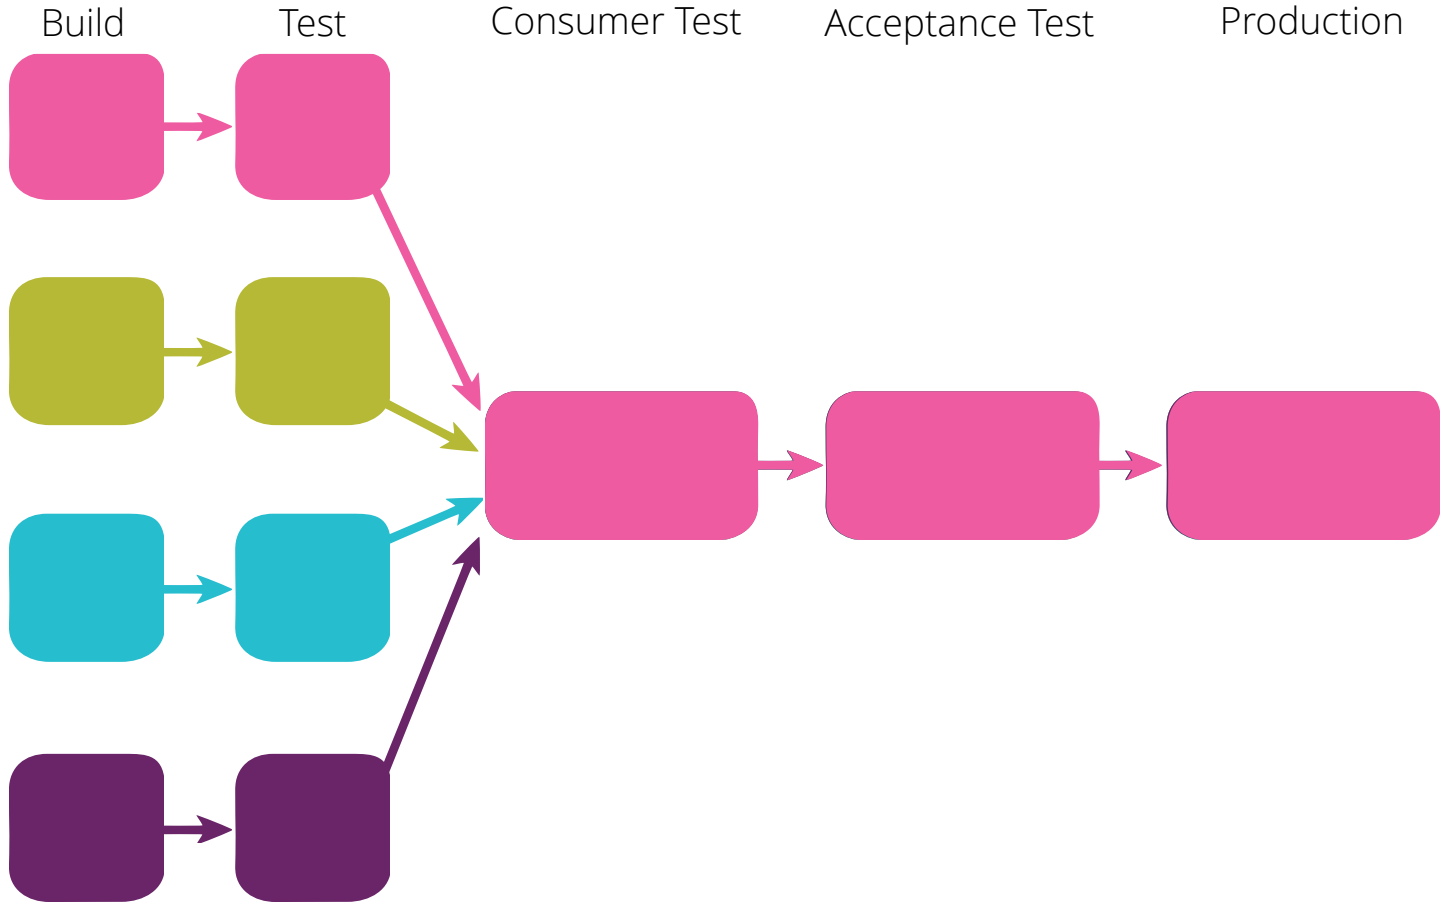 Build
Test
Consumer Test
Acceptance Test
Production